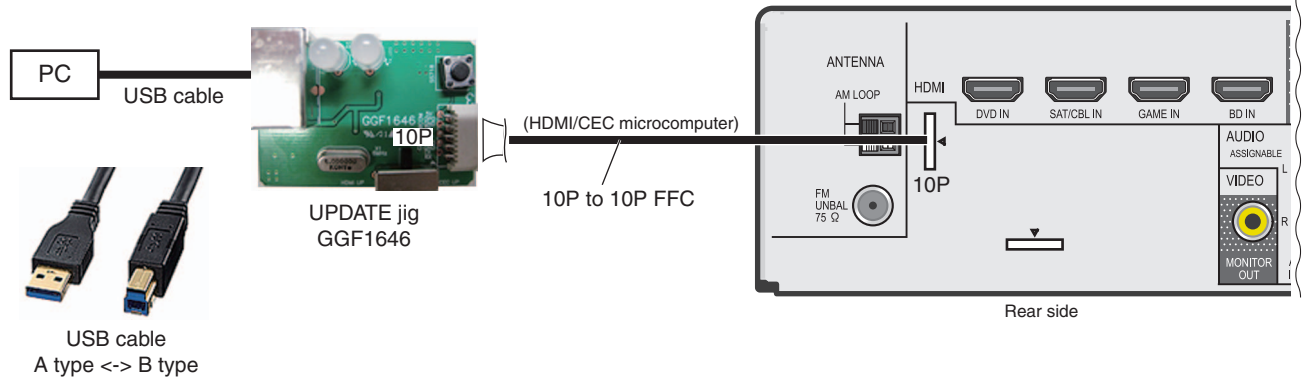 PC
USB cable
GGF1646
10P
UPDATE jig
GGF1646
USB cable
A type <-> B type
(HDMI/CEC microcomputer)
10P to 10P FFC
ANTENNA
AM LOOP
FM
UNBAL
75 Ω
HDMI
DVD IN
SAT/CBL IN
GAME IN
BD IN
10P
AUDIO
ASSIGNABLE
L
VIDEO
R
MONITOR
OUT
Rear side